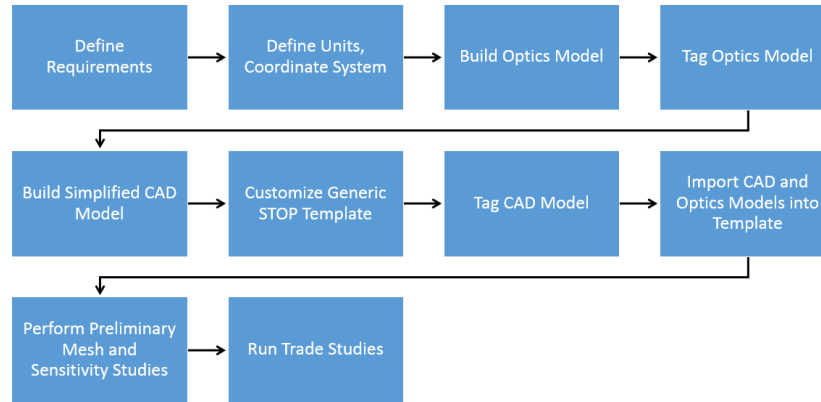 Define
Requirements
Define Units,
Coordinate System
Build Optics Model
Tag Optics Model
Build Simplified CAD
Model
Customize Generic
STOP Template
Tag CAD Model
Import CAD and
Optics Models into
Template
Perform Preliminary
Mesh and
Sensitivity Studies
Run Trade Studies